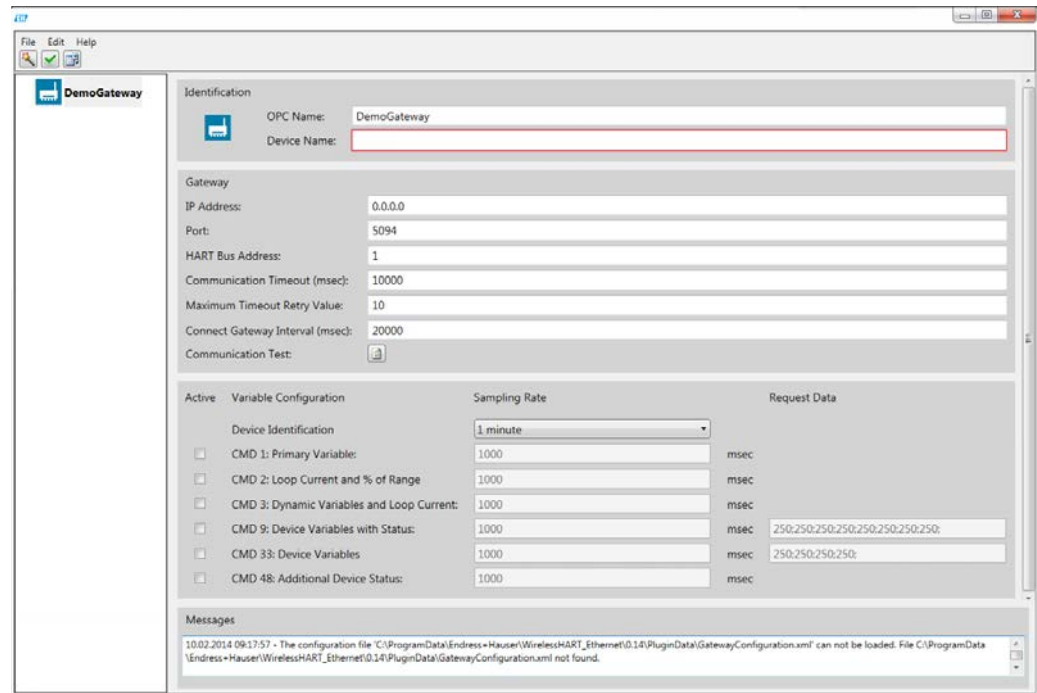 File Edit Help
DemoGateway
Identification
OPC Name: DemoGateway
Device Name:
Gateway
IP Address: 0.0.0.0
Port: 5094
HART Bus Address: 1
Communication Timeout (msec): 10000
Maximum Timeout Retry Value: 10
Connect Gateway Interval (msec): 20000
Communication Test:
Active Variable Configuration Sampling Rate Request Data
Device Identification 1 minute
CMD 1: Primary Variable: 1000 msec
CMD 2: Loop Current and % of Range 1000 msec
CMD 3: Dynamic Variables and Loop Current: 1000 msec
CMD 9: Device Variables with Status: 1000 msec 250;250;250;250;250;250;250;250;
CMD 33: Device Variables 1000 msec 250;250;250;250;
CMD 48: Additional Device Status: 1000 msec
Messages
10.02.2014 09:17:57 - The configuration file 'C:\ProgramData\Endress+Hauser\WirelessHART_Ethernet\0.14\PluginData\GatewayConfiguration.xml' can not be loaded. File C:\ProgramData
\Endress+Hauser\WirelessHART_Ethernet\0.14\PluginData\GatewayConfiguration.xml not found.